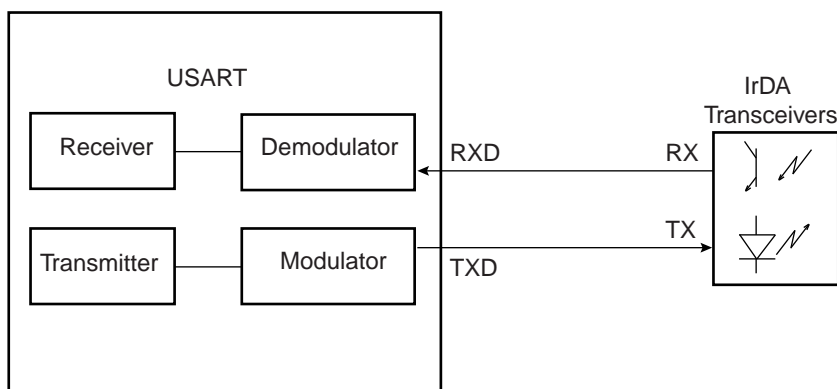 USART
IrDA
Transceivers
Receiver
Demodulator
RXD
RX
Transmitter
Modulator
TX
TXD